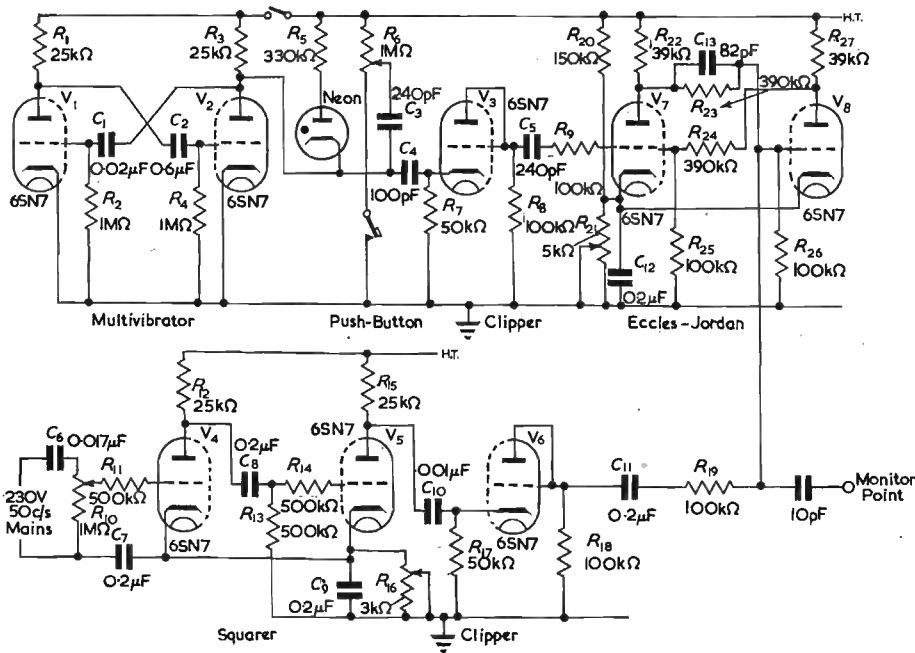 H.T.
R1
25kΩ
R3
25kΩ
R5
330kΩ
R6
1MΩ
R20
150kΩ
R22
39kΩ
C13
82pF
R27
39kΩ
390kΩ
R23
Neon
240pF
C3
V1
V2
V3
6SN7
C5
R9
V7
V8
R24
390kΩ
C1
C2
0·02µF
0·6µF
C4
100pF
240pF
100kΩ
6SN7
6SN7
6SN7
6SN7
R2
1MΩ
R4
1MΩ
R7
50kΩ
R8
100kΩ
R21
5kΩ
C12
02µF
R25
100kΩ
R26
100kΩ
Multivibrator
Push-Button
Clipper
Eccles-Jordan
H.T.
R12
25kΩ
R15
25kΩ
6SN7
V4
V5
V6
C6
0·017µF
0·2µF
C8
R11
500kΩ
R14
500kΩ
R13
500kΩ
0·01µF
C10
C11
0·2µF
R19
100kΩ
10pF
Monitor
Point
230V
50c/s
Mains
R10
1MΩ
C7
0·2µF
6SN7
6SN7
C9
02µF
R16
3kΩ
R17
50kΩ
R18
100kΩ
Squarer
Clipper